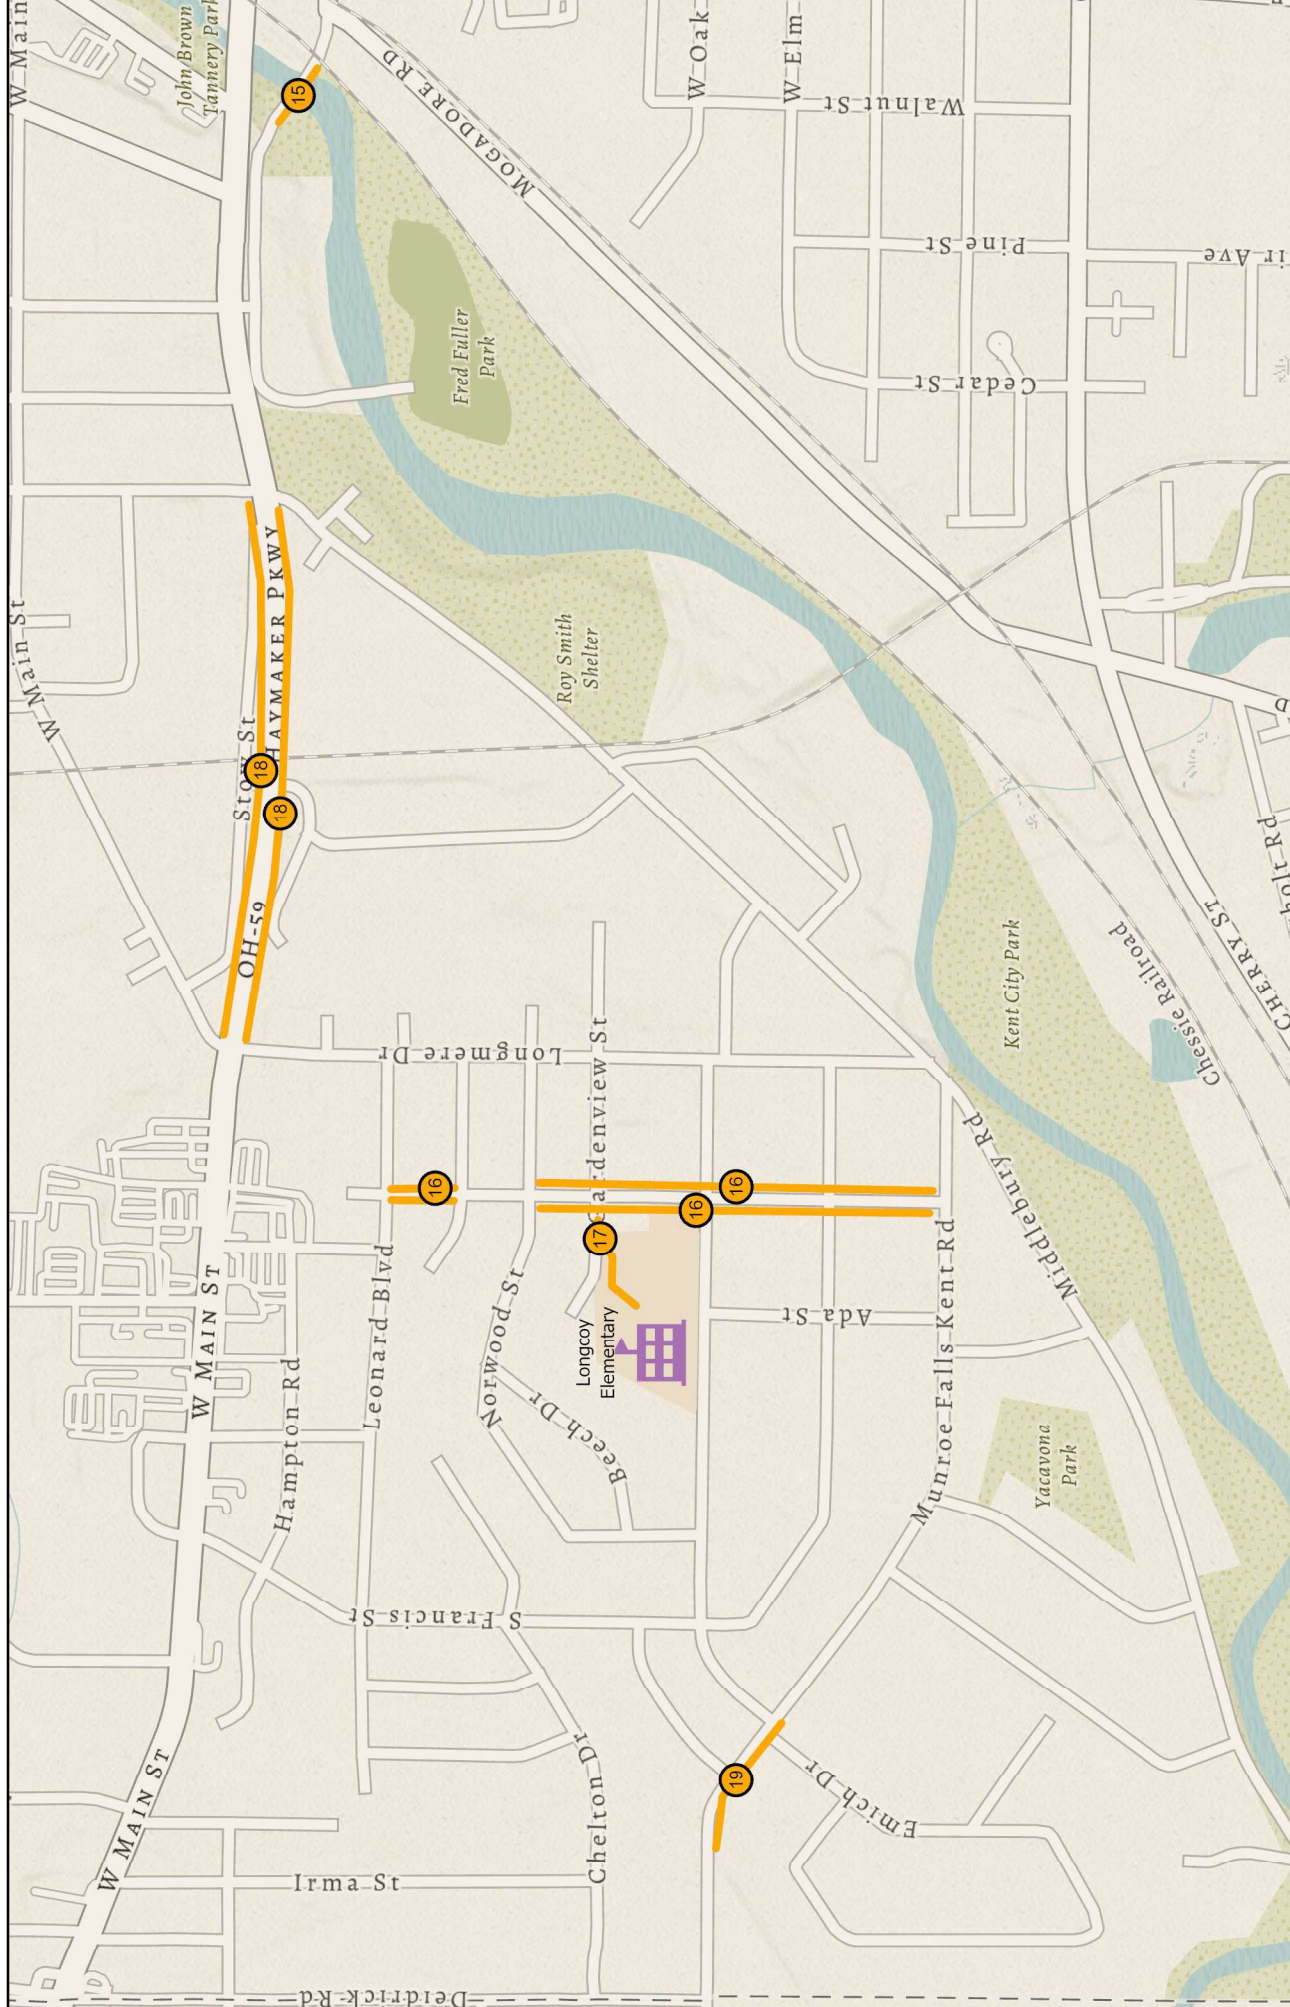 W Main
John Brown
Tannery Park
15
MOGADORE RD
W Oak
W Elm
Walnut St
Pine St
ir Ave
Cedar St
Fred Fuller
Park
W Main St
Stow St
HAYMAKER PKWY
18
18
OH-59
Roy Smith
Shelter
Kent City Park
Chessie Railroad
CHERRY ST
holt Rd
D
Longmere Dr
Gardenview St
16
16
16
17
Middlebury Rd
W MAIN ST
Leonard Blvd
Norwood St
Longcoy
Elementary
Ada St
Munroe Falls Kent Rd
Hampton Rd
Beech Dr
Yacavona
Park
S Francis St
W MAIN ST
Chelton Dr
19
Emich Dr
Irma St
Deidrick Rd